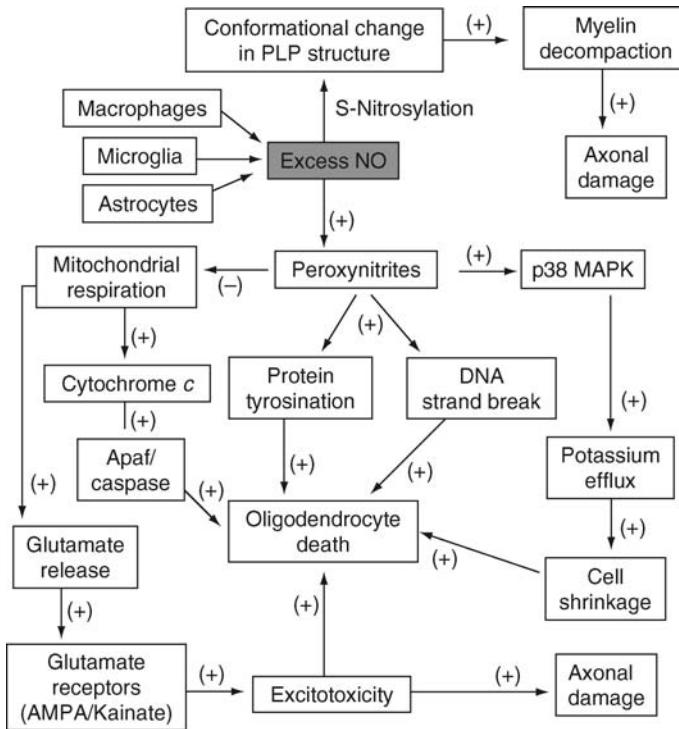 Conformational change
in PLP structure
(+)
Myelin
decompaction
(+)
Axonal
damage
Macrophages
Microglia
Astrocytes
S-Nitrosylation
Excess NO
(+)
Peroxynitrites
(+)
p38 MAPK
(–)
Mitochondrial
respiration
(+)
(+)
Cytochrome c
(+)
Apaf/
caspase
(+)
Protein
tyrosination
(+)
DNA
strand break
(+)
(+)
Potassium
efflux
(+)
Cell
shrinkage
(+)
Oligodendrocyte
death
(+)
Glutamate
release
(+)
Glutamate
receptors
(AMPA/Kainate)
(+)
Excitotoxicity
(+)
(+)
Axonal
damage